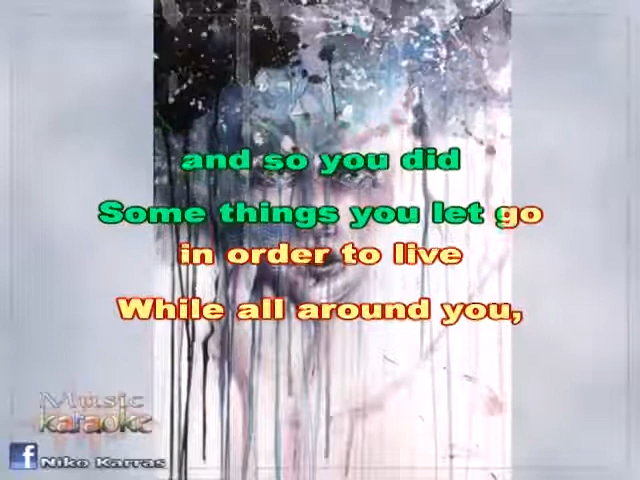 and so you did
Some things you let go
in order to live
While all around you,
Music
karaoke
f Niko Karras